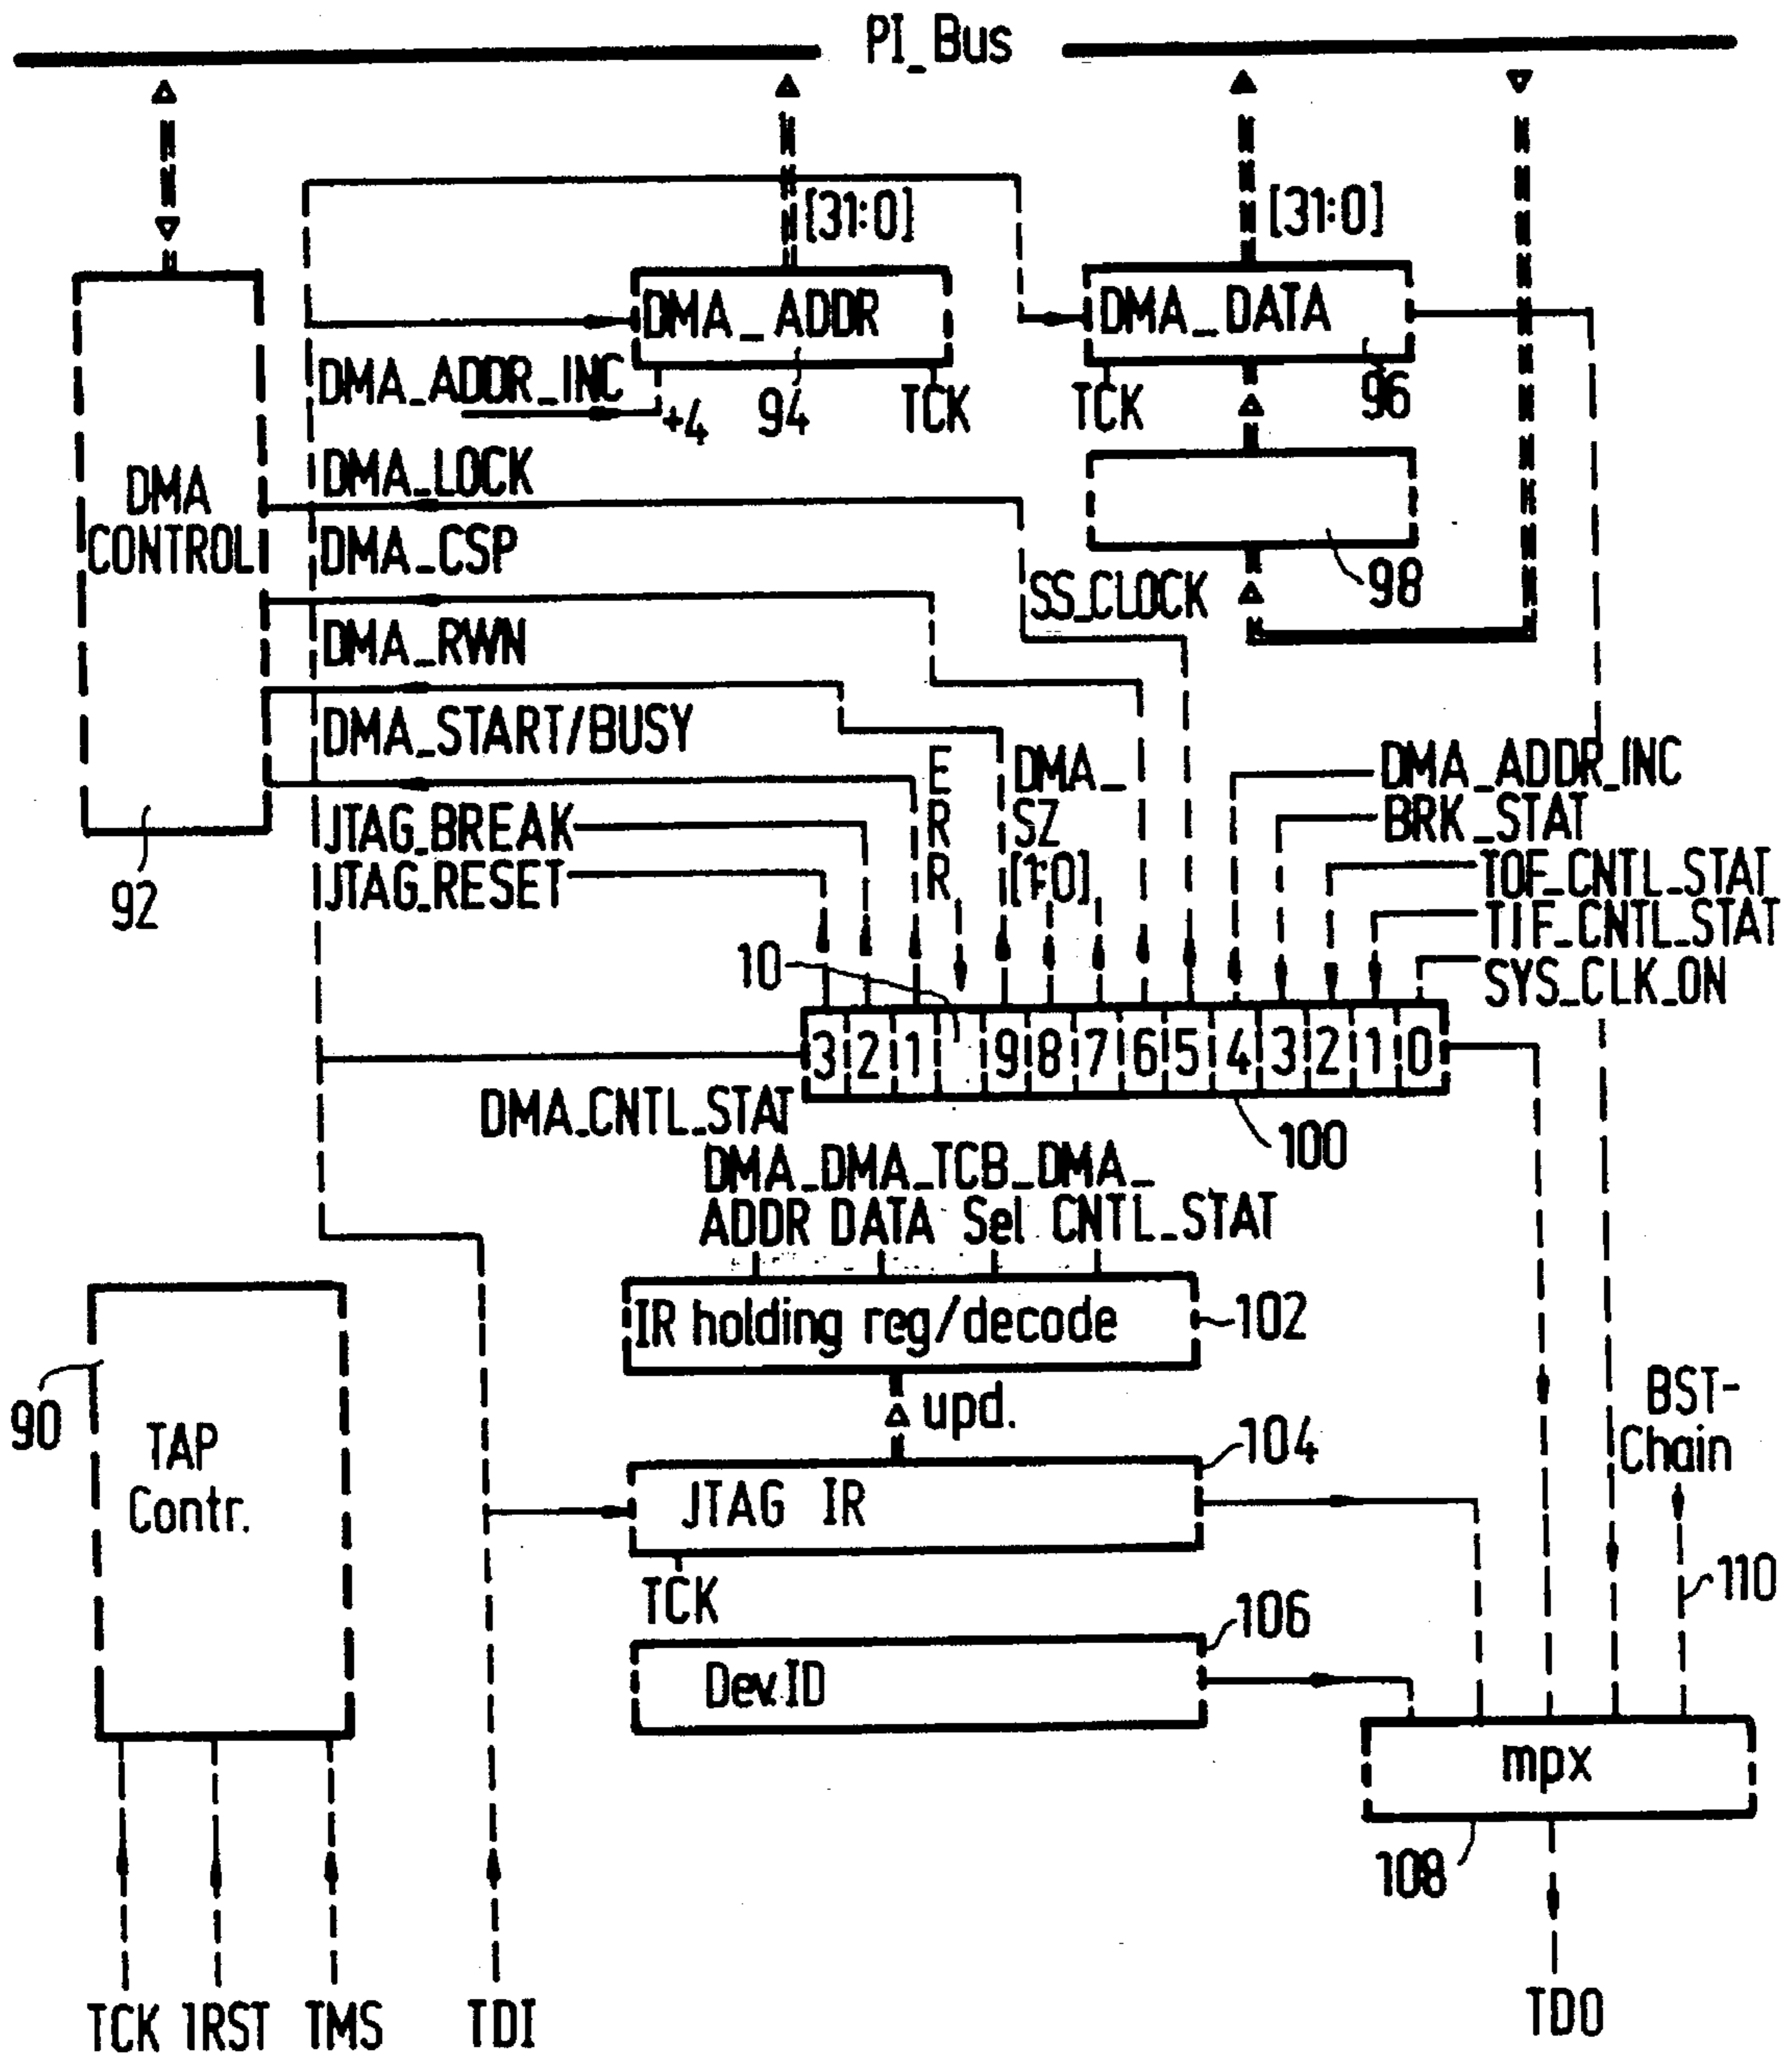 PI_Bus
[31:0]
[31:0]
DMA_ADDR
DMA_DATA
DMA_ADDR_INC
+4
94
TCK
TCK
96
DMA
CONTROL
DMA_LOCK
DMA_CSP
SS_CLOCK
98
DMA_RWN
DMA_START/BUSY
ERR
DMA_
SZ
[1:0]
DMA_ADDR_INC
BRK_STAT
JTAG_BREAK
JTAG_RESET
TOF_CNTL_STAT
TIF_CNTL_STAT
SYS_CLK_ON
92
10
3 2 1 ' 9 8 7 6 5 4 3 2 1 0
DMA_CNTL_STAT
100
DMA_DMA_TCB_DMA_
ADDR DATA Sel CNTL_STAT
IR holding reg/decode
102
90
TAP
Contr.
upd.
BST-
Chain
104
JTAG IR
TCK
110
106
Dev.ID
mpx
108
TCK 1RST TMS TDI TDO